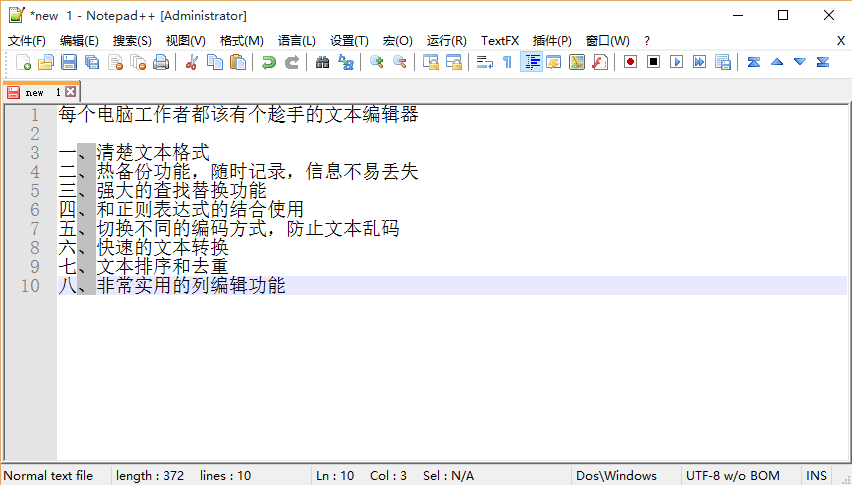 *new  1 - Notepad++ [Administrator]
文件(F) 编辑(E) 搜索(S) 视图(V) 格式(M) 语言(L) 设置(T) 宏(O) 运行(R) TextFX 插件(P) 窗口(W) ? X
new  1
1 每个电脑工作者都该有个趁手的文本编辑器
2
3 一、清楚文本格式
4 二、热备份功能，随时记录，信息不易丢失
5 三、强大的查找替换功能
6 四、和正则表达式的结合使用
7 五、切换不同的编码方式，防止文本乱码
8 六、快速的文本转换
9 七、文本排序和去重
10 八、非常实用的列编辑功能
Normal text file length : 372 lines : 10 Ln : 10 Col : 3 Sel : N/A Dos\Windows UTF-8 w/o BOM INS